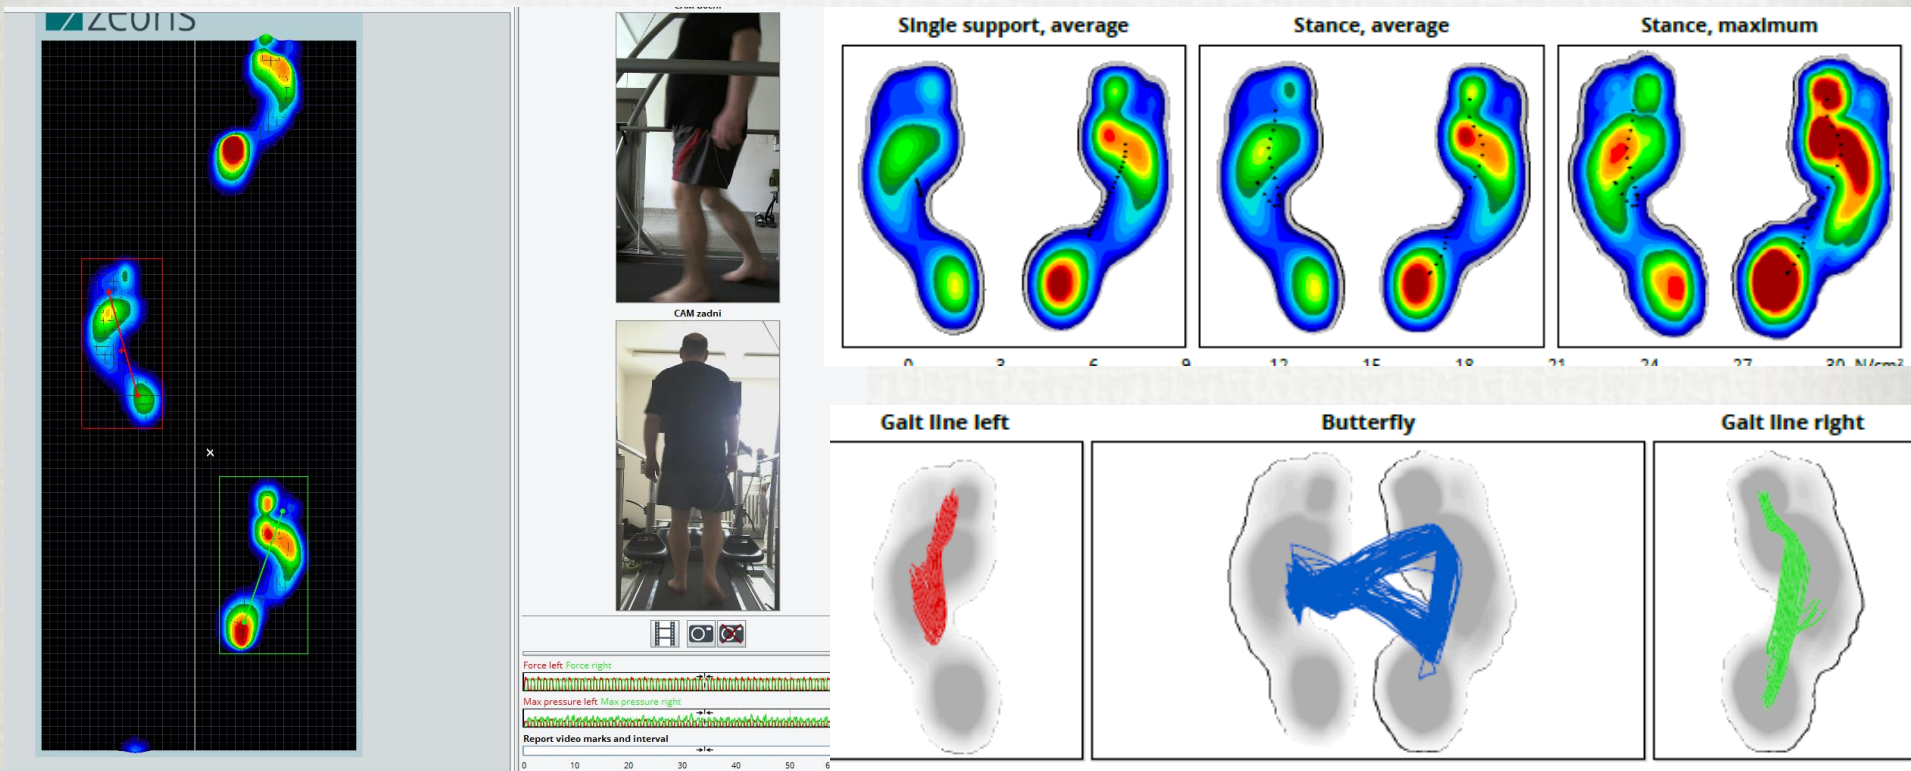 zebris
CAM zadni
Force left Force right
Max pressure left Max pressure right
Report video marks and interval
0 10 20 30 40 50 6
Single support, average
Stance, average
Stance, maximum
0 3 6 9 12 15 18 21 24 27 30 N/cm²
Gait line left
Butterfly
Gait line right